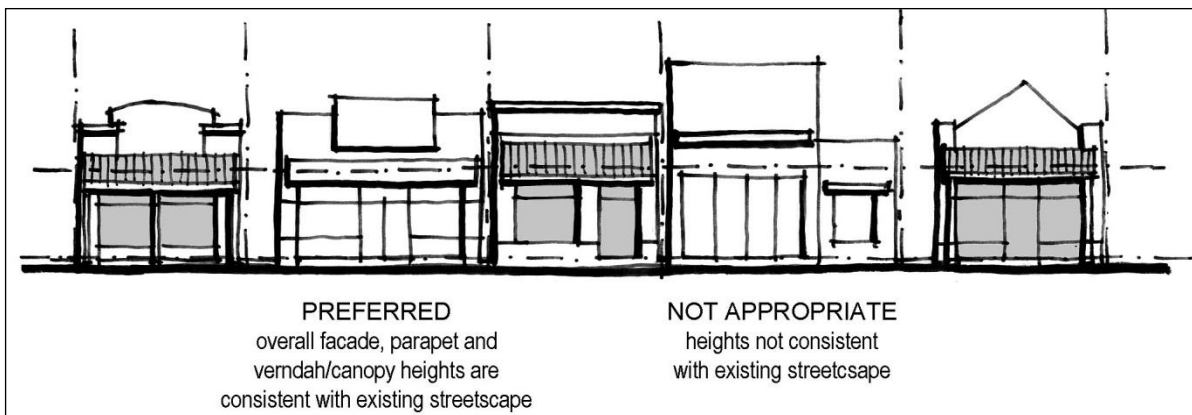 PREFERRED
overall facade, parapet and
verndah/canopy heights are
consistent with existing streetscape
NOT APPROPRIATE
heights not consistent
with existing streetcsape